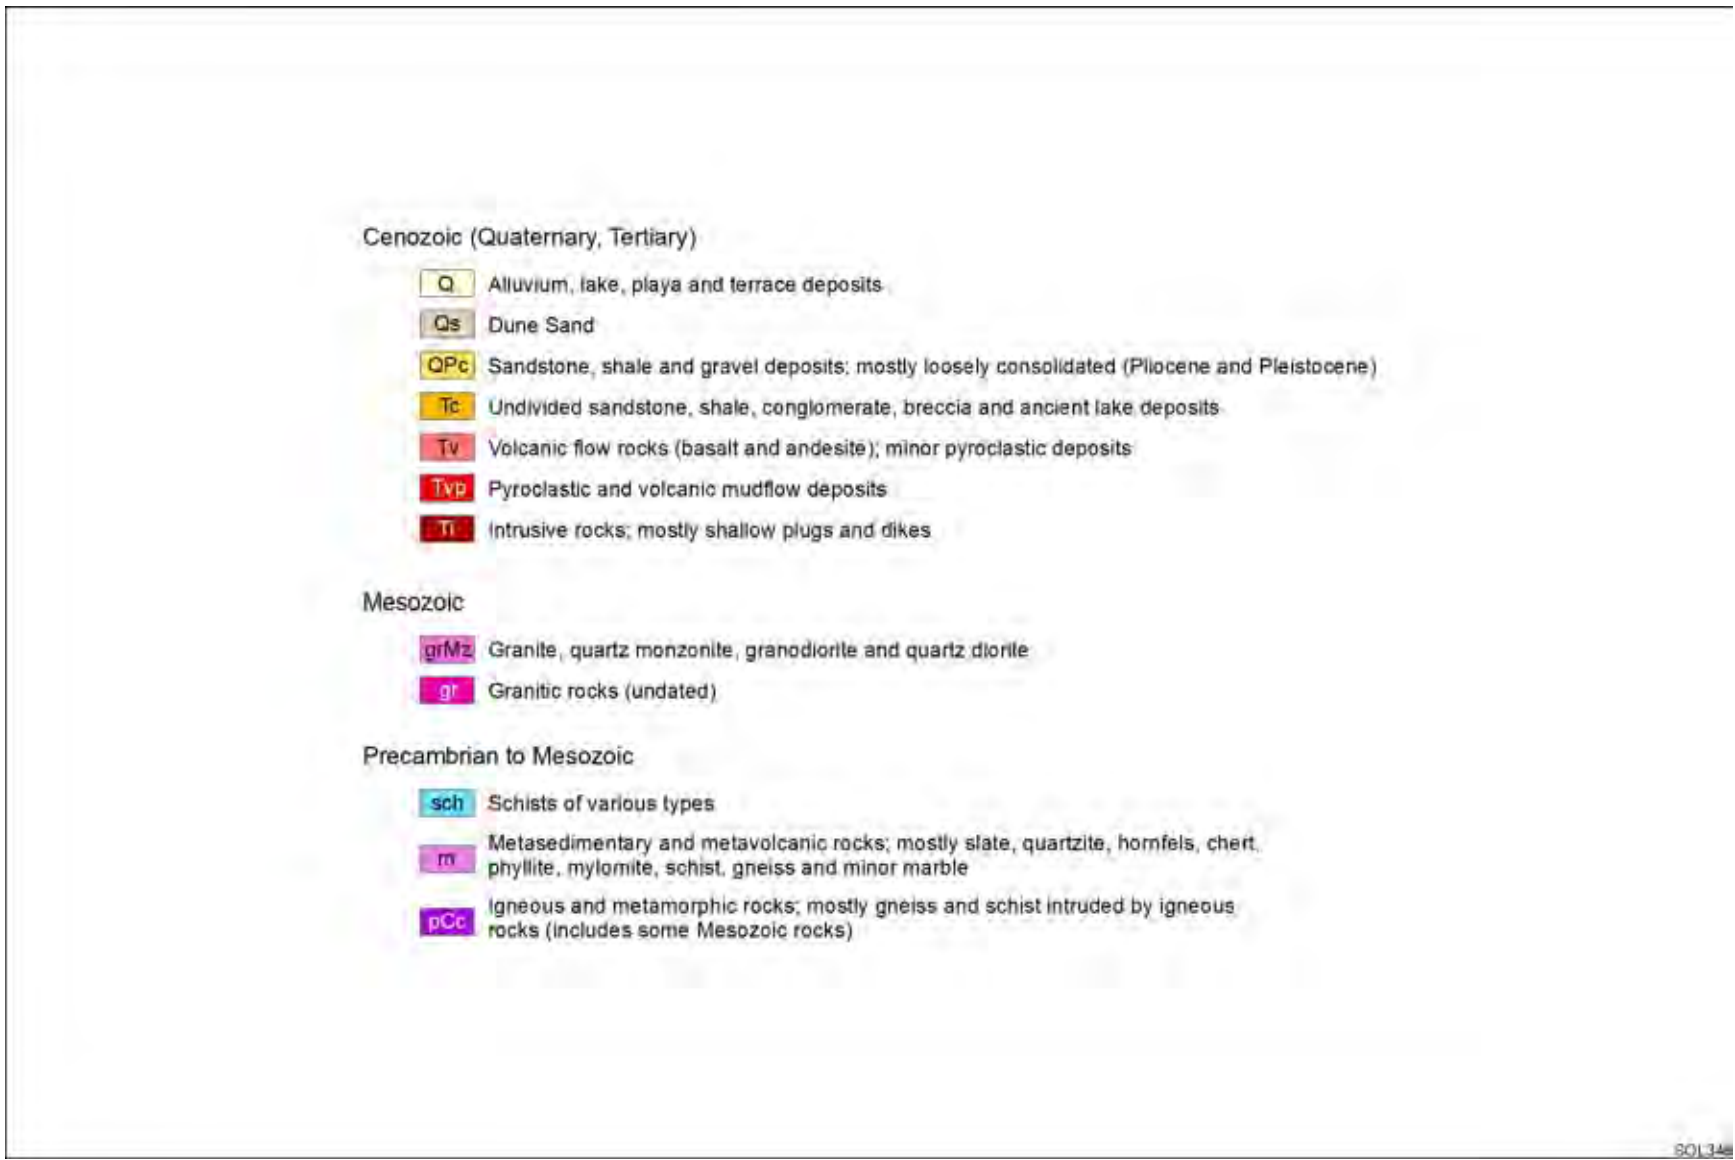 Cenozoic (Quaternary, Tertiary)
Q Alluvium, lake, playa and terrace deposits
Qs Dune Sand
QPc Sandstone, shale and gravel deposits; mostly loosely consolidated (Pliocene and Pleistocene)
Tc Undivided sandstone, shale, conglomerate, breccia and ancient lake deposits
Tv Volcanic flow rocks (basalt and andesite); minor pyroclastic deposits
Tvp Pyroclastic and volcanic mudflow deposits
Ti Intrusive rocks; mostly shallow plugs and dikes
Mesozoic
grMz Granite, quartz monzonite, granodiorite and quartz diorite
gr Granitic rocks (undated)
Precambrian to Mesozoic
sch Schists of various types
m Metasedimentary and metavolcanic rocks; mostly slate, quartzite, hornfels, chert,
phyllite, mylomite, schist, gneiss and minor marble
pCc Igneous and metamorphic rocks; mostly gneiss and schist intruded by igneous
rocks (includes some Mesozoic rocks)